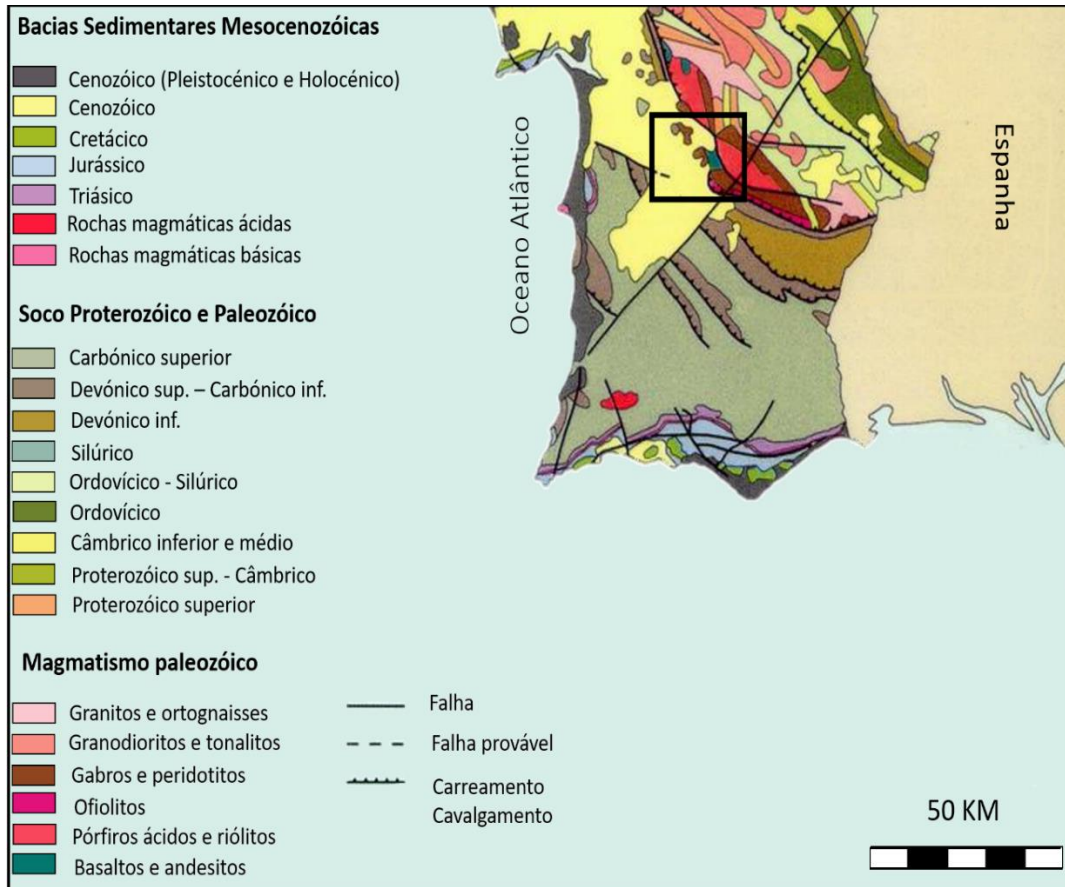 Bacias Sedimentares Mesocenozóicas
Cenozóico (Pleistocénico e Holocénico)
Cenozóico
Cretácico
Jurássico
Triásico
Rochas magmáticas ácidas
Rochas magmáticas básicas
Soco Proterozóico e Paleozóico
Carbónico superior
Devónico sup. – Carbónico inf.
Devónico inf.
Silúrico
Ordovícico - Silúrico
Ordovícico
Câmbrico inferior e médio
Proterozóico sup. - Câmbrico
Proterozóico superior
Magmatismo paleozóico
Granitos e ortognaisses
Granodioritos e tonalitos
Gabros e peridotitos
Ofiolitos
Pórfiros ácidos e riólitos
Basaltos e andesitos
Falha
Falha provável
Carreamento
Cavalgamento
Oceano Atlântico
Espanha
50 KM